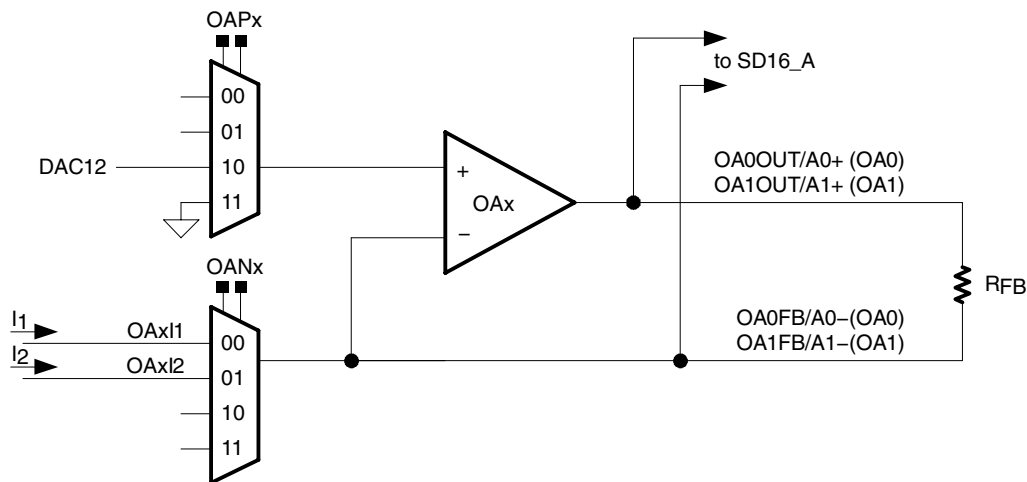 OAPx
00
01
DAC12
10
11
+
OAx
−
to SD16_A
OA0OUT/A0+ (OA0)
OA1OUT/A1+ (OA1)
RFB
OANx
I1
OAxI1
00
I2
OAxI2
01
10
11
OA0FB/A0−(OA0)
OA1FB/A1−(OA1)